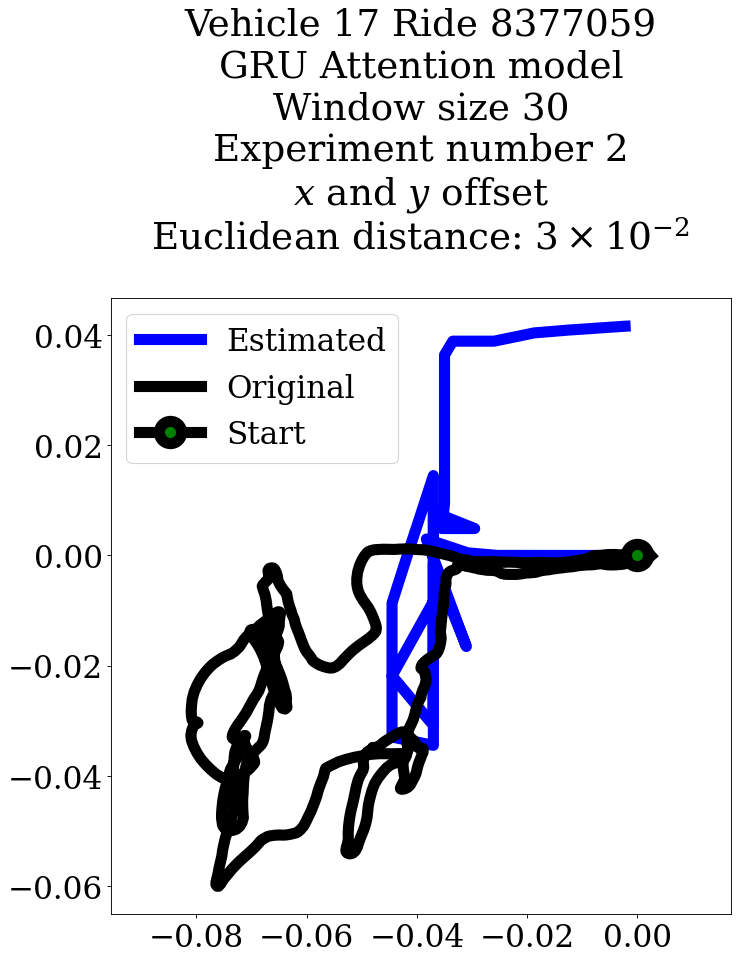 Vehicle 17 Ride 8377059
GRU Attention model
Window size 30
Experiment number 2
x and y offset
Euclidean distance: 3 × 10⁻²
Estimated
Original
Start
0.04
0.02
0.00
−0.02
−0.04
−0.06
−0.08 −0.06 −0.04 −0.02 0.00